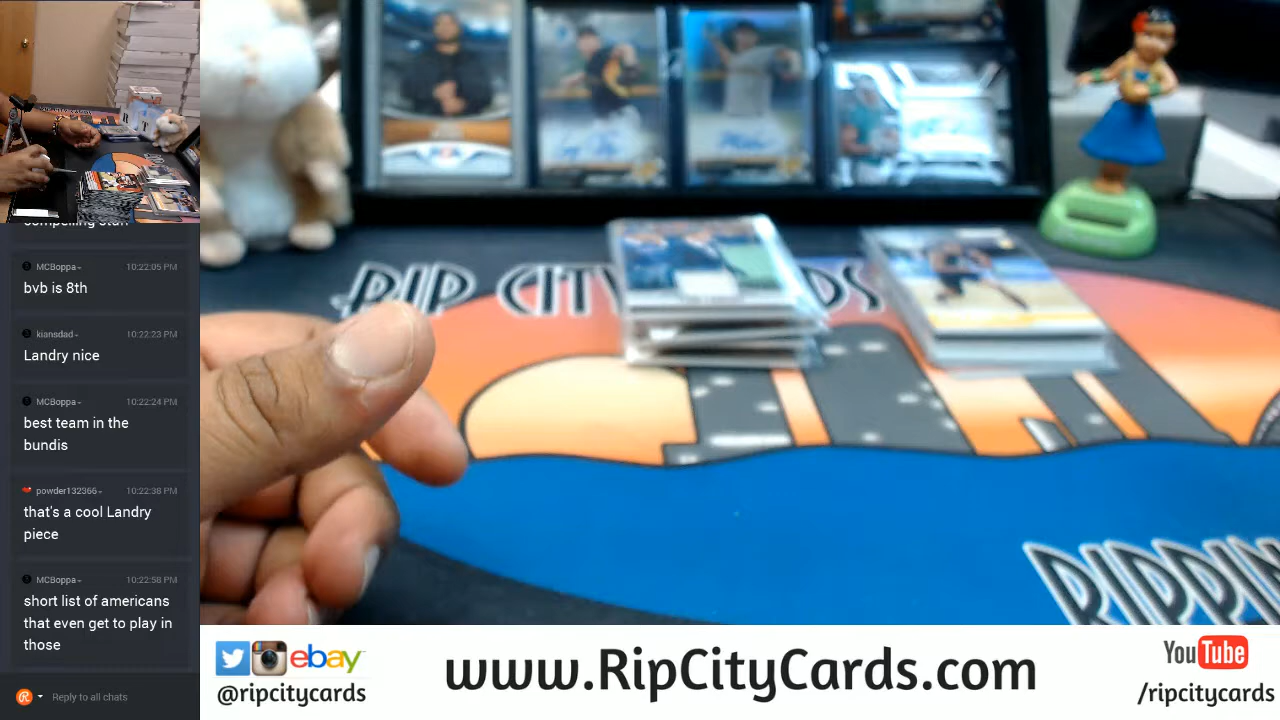 compelling stuff
MCBoppa 10:22:05 PM
bvb is 8th
kiansdad 10:22:23 PM
Landry nice
MCBoppa 10:22:24 PM
best team in the
bundis
powder132366 10:22:38 PM
that's a cool Landry
piece
MCBoppa 10:22:58 PM
short list of americans
that even get to play in
those
Reply to all chats
RIP CITY CARDS
RIPPIN
ebay
@ripcitycards
www.RipCityCards.com
YouTube
/ripcitycards